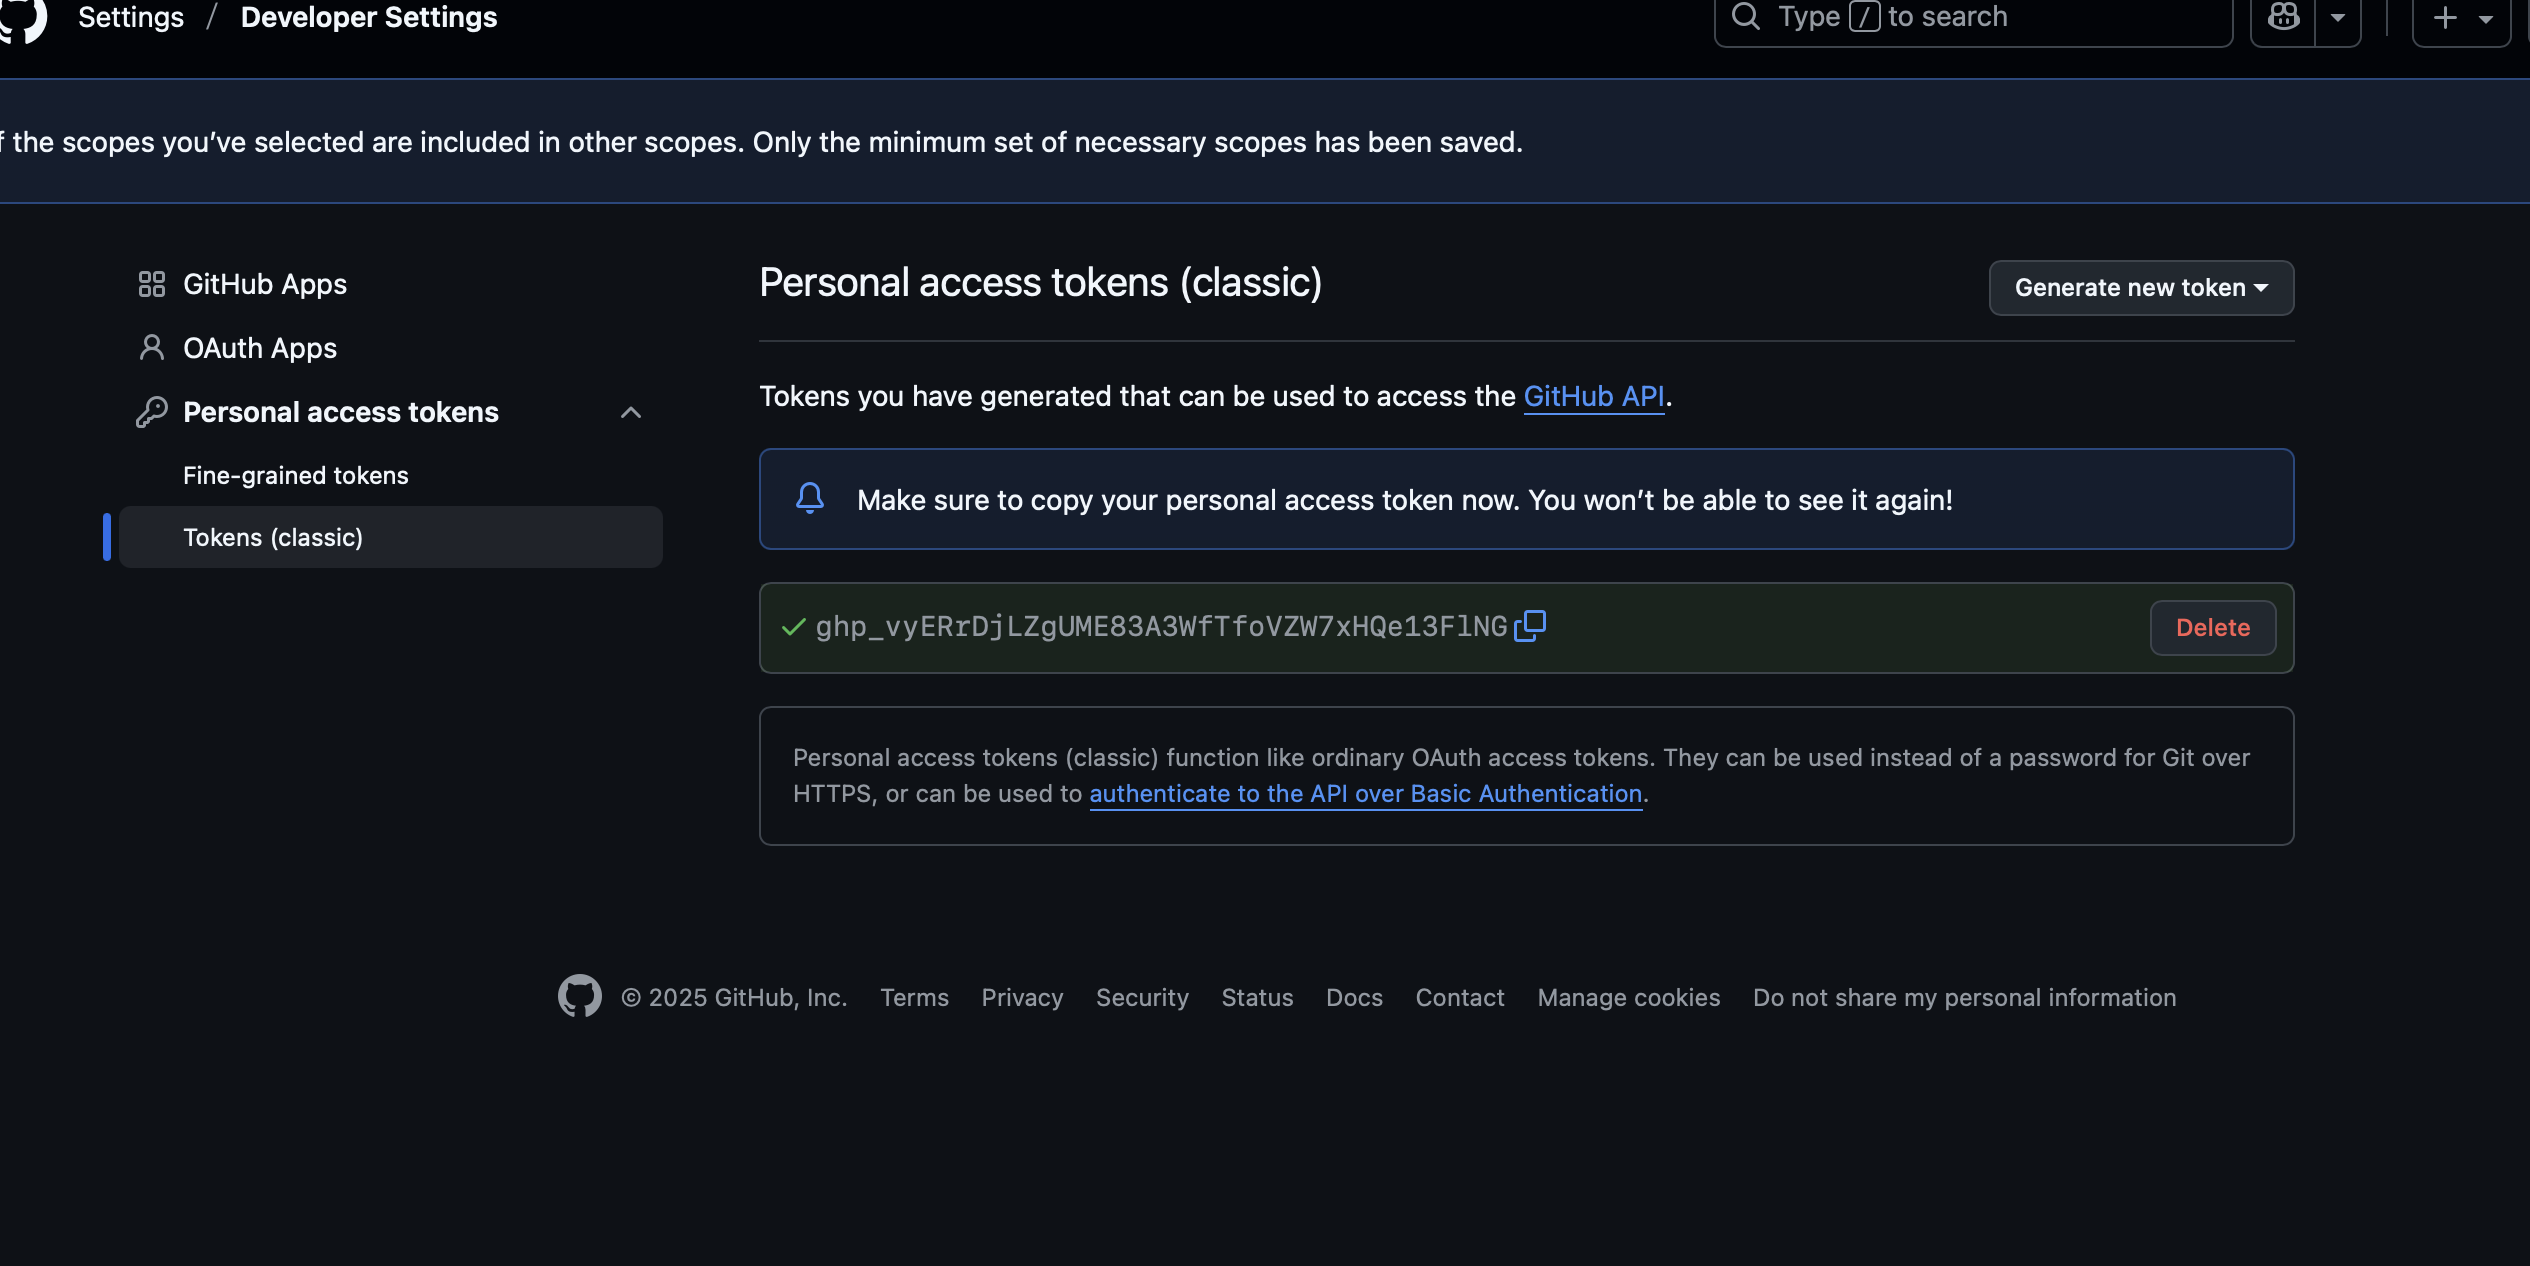 Settings / Developer Settings
Type / to search
f the scopes you've selected are included in other scopes. Only the minimum set of necessary scopes has been saved.
GitHub Apps
OAuth Apps
Personal access tokens
Fine-grained tokens
Tokens (classic)
Personal access tokens (classic)
Generate new token
Tokens you have generated that can be used to access the GitHub API.
Make sure to copy your personal access token now. You won't be able to see it again!
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
Delete
Personal access tokens (classic) function like ordinary OAuth access tokens. They can be used instead of a password for Git over
HTTPS, or can be used to authenticate to the API over Basic Authentication.
© 2025 GitHub, Inc. Terms Privacy Security Status Docs Contact Manage cookies Do not share my personal information